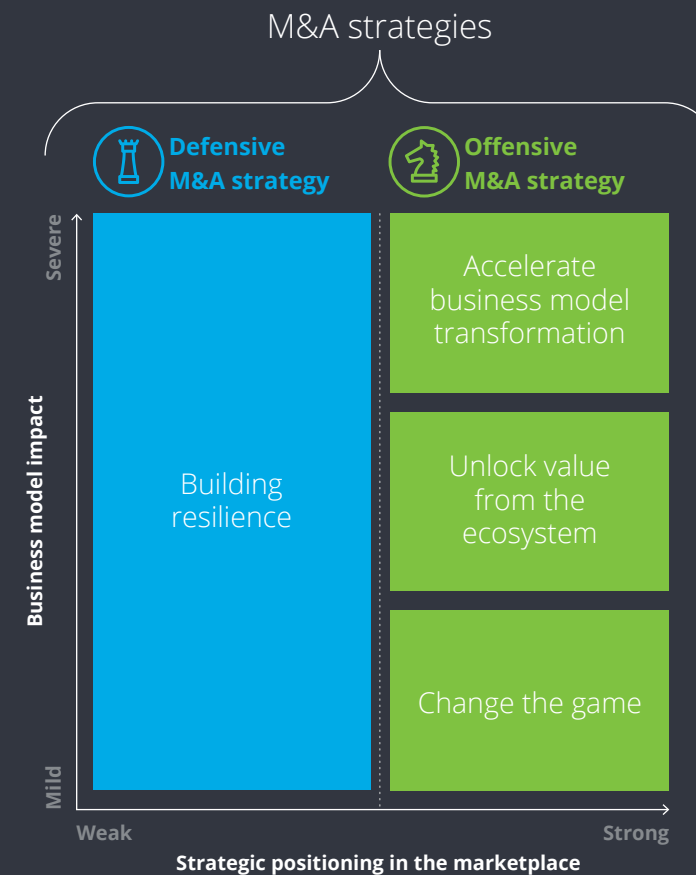 M&A strategies
Defensive
M&A strategy
Offensive
M&A strategy
Severe
Accelerate
business model
transformation
Business model impact
Building
resilience
Unlock value
from the
ecosystem
Change the game
Mild
Weak
Strong
Strategic positioning in the marketplace